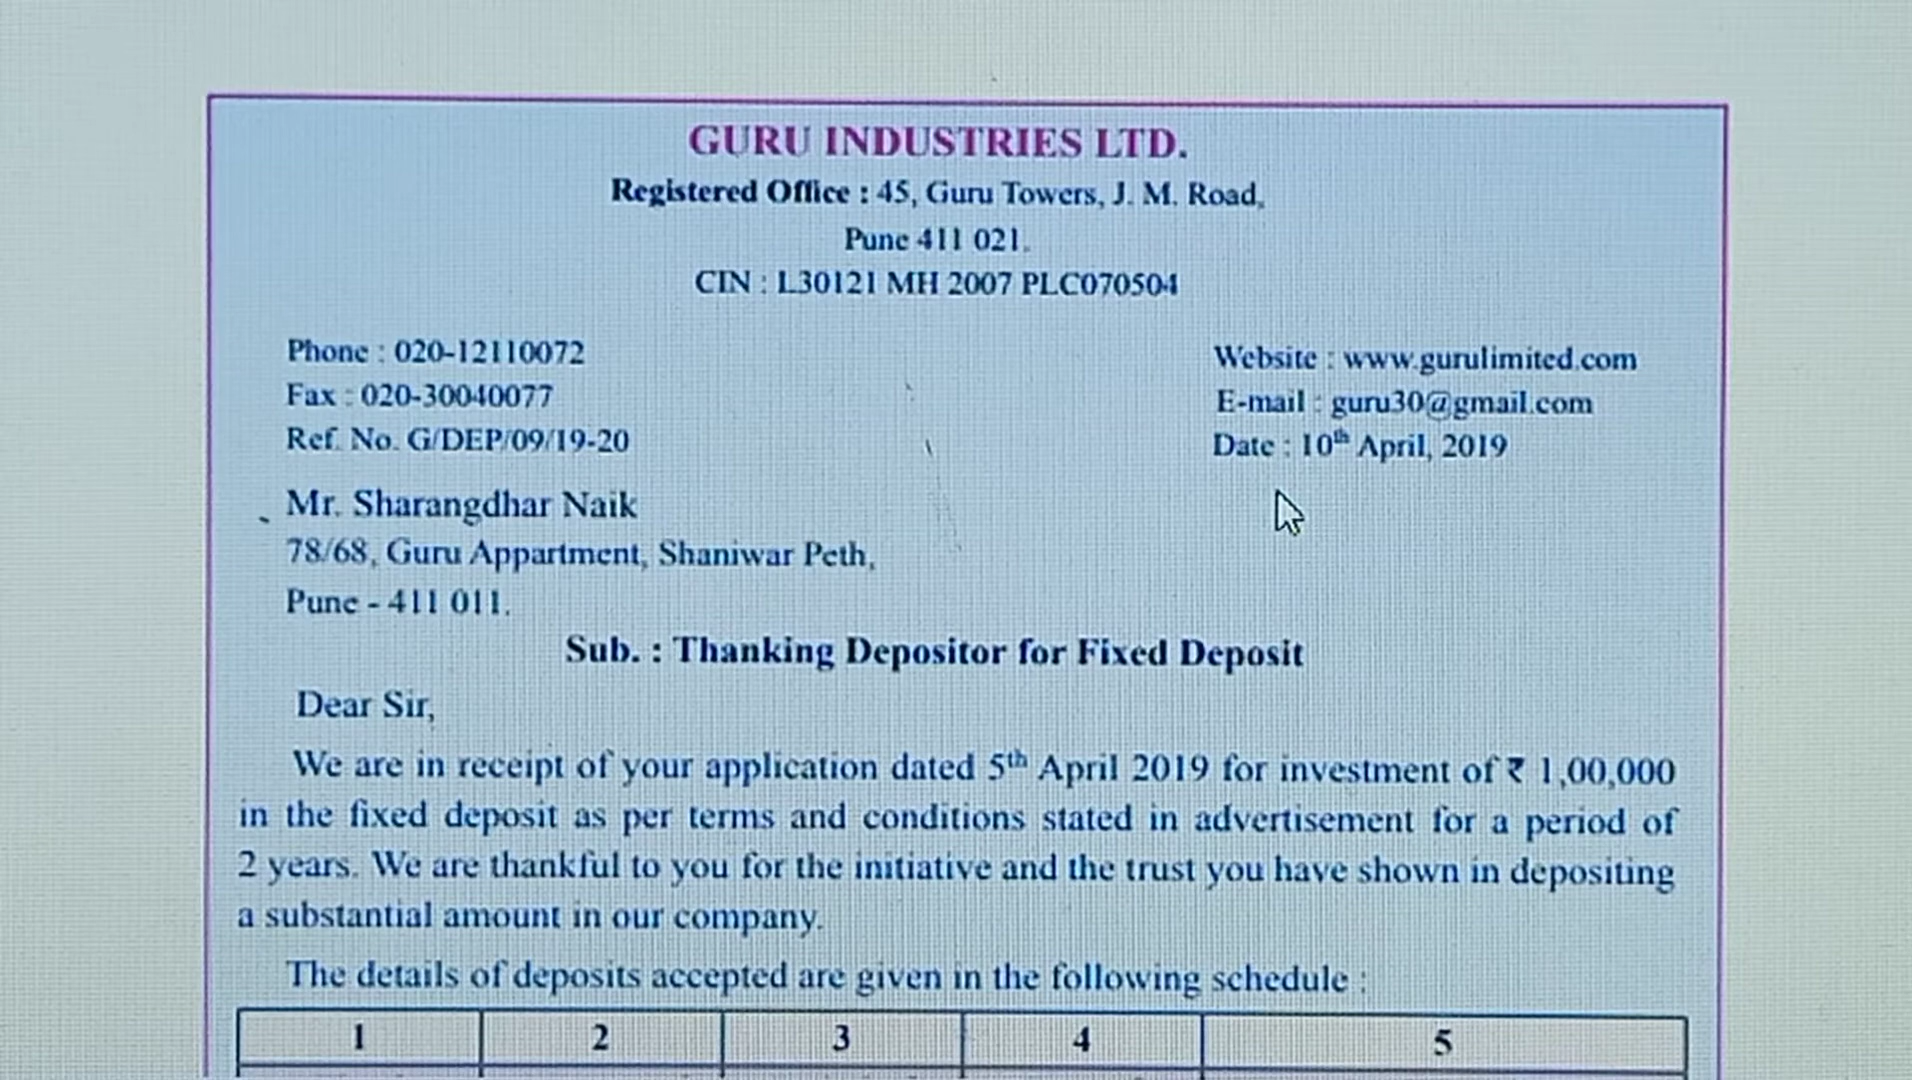 GURU INDUSTRIES LTD.
Registered Office : 45, Guru Towers, J. M. Road,
Pune 411 021.
CIN : L30121 MH 2007 PLC070504
Phone : 020-12110072
Fax : 020-30040077
Ref. No. G/DEP/09/19-20
Website : www.gurulimited.com
E-mail : guru30@gmail.com
Date : 10th April, 2019
Mr. Sharangdhar Naik
78/68, Guru Appartment, Shaniwar Peth,
Pune - 411 011.
Sub. : Thanking Depositor for Fixed Deposit
Dear Sir,
We are in receipt of your application dated 5th April 2019 for investment of ₹ 1,00,000
in the fixed deposit as per terms and conditions stated in advertisement for a period of
2 years. We are thankful to you for the initiative and the trust you have shown in depositing
a substantial amount in our company.
The details of deposits accepted are given in the following schedule :
1 2 3 4 5